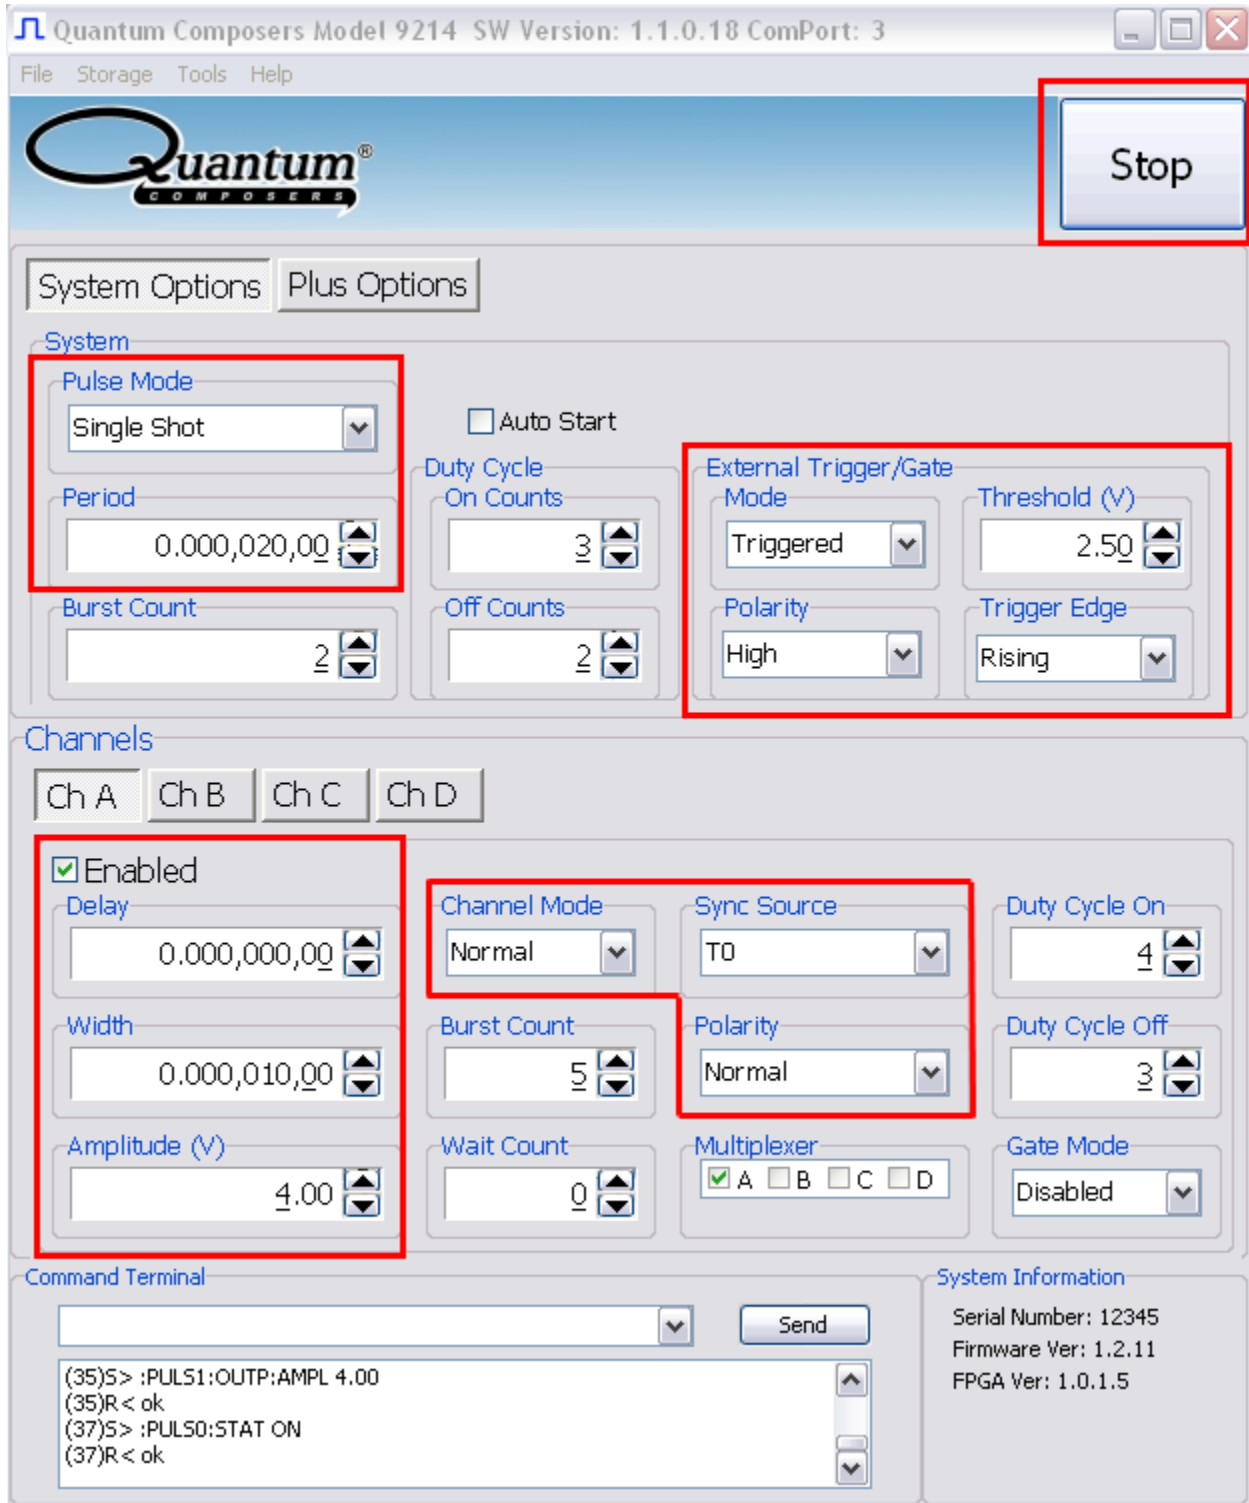 Quantum Composers Model 9214 SW Version: 1.1.0.18 ComPort: 3
File Storage Tools Help
Quantum®
COMPOSERS
Stop
System Options Plus Options
System
Pulse Mode
Single Shot
Auto Start
Period
0.000,020,00
Burst Count
2
Duty Cycle
On Counts
3
Off Counts
2
External Trigger/Gate
Mode
Triggered
Threshold (V)
2.50
Polarity
High
Trigger Edge
Rising
Channels
Ch A Ch B Ch C Ch D
Enabled
Delay
0.000,000,00
Width
0.000,010,00
Amplitude (V)
4.00
Channel Mode
Normal
Sync Source
T0
Duty Cycle On
4
Burst Count
5
Polarity
Normal
Duty Cycle Off
3
Wait Count
0
Multiplexer
A B C D
Gate Mode
Disabled
Command Terminal
Send
(35)S> :PULS1:OUTP:AMPL 4.00
(35)R< ok
(37)S> :PULS0:STAT ON
(37)R< ok
System Information
Serial Number: 12345
Firmware Ver: 1.2.11
FPGA Ver: 1.0.1.5